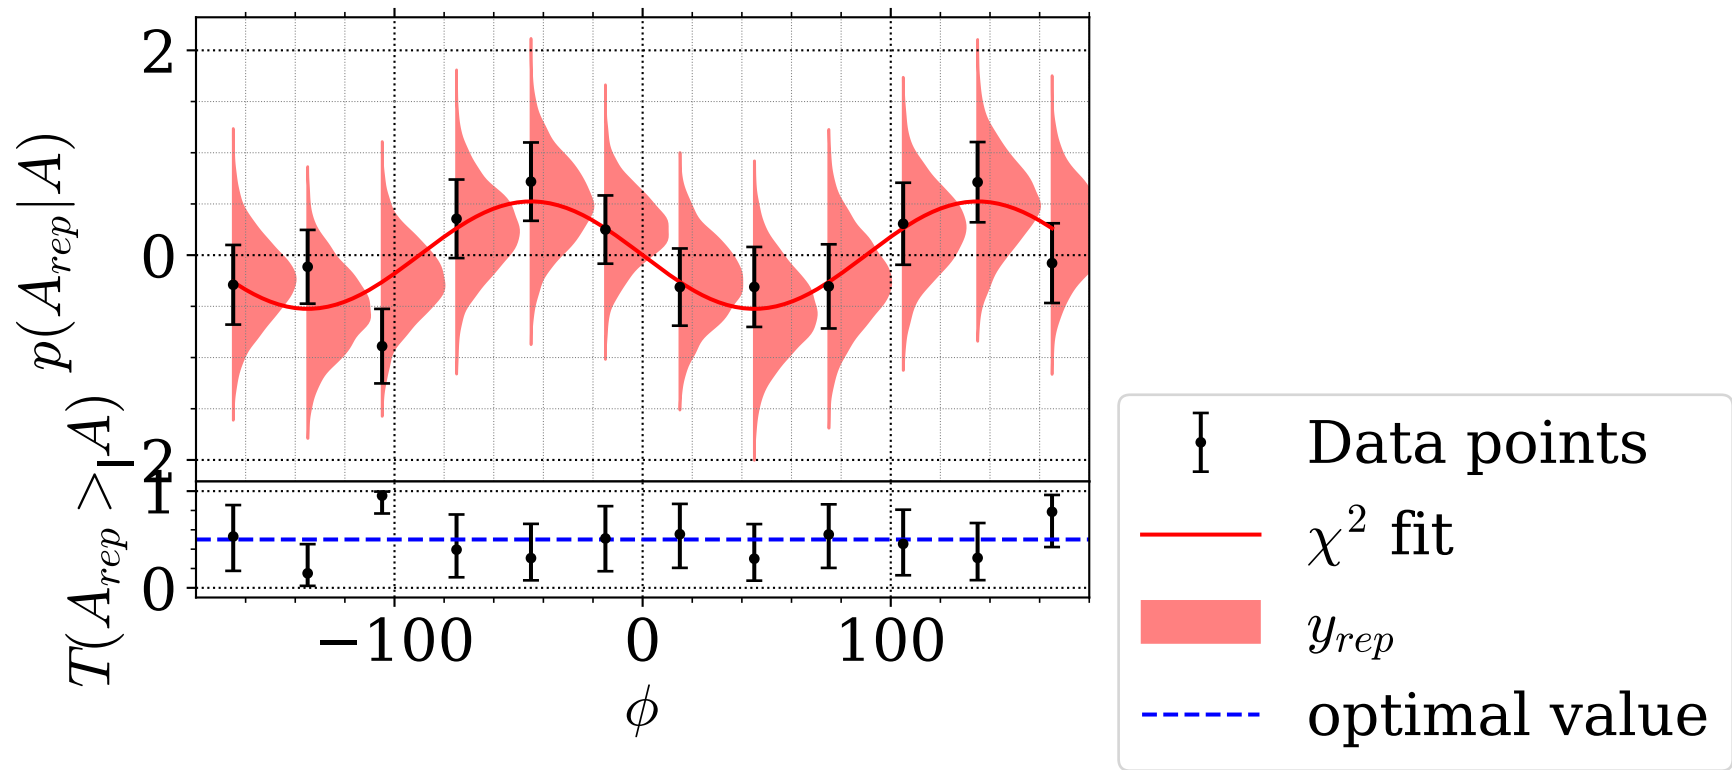 p(A_rep|A)
2
0
−2
T(A_rep > A)
1
0
−100 0 100
ϕ
Data points
χ² fit
y_rep
optimal value